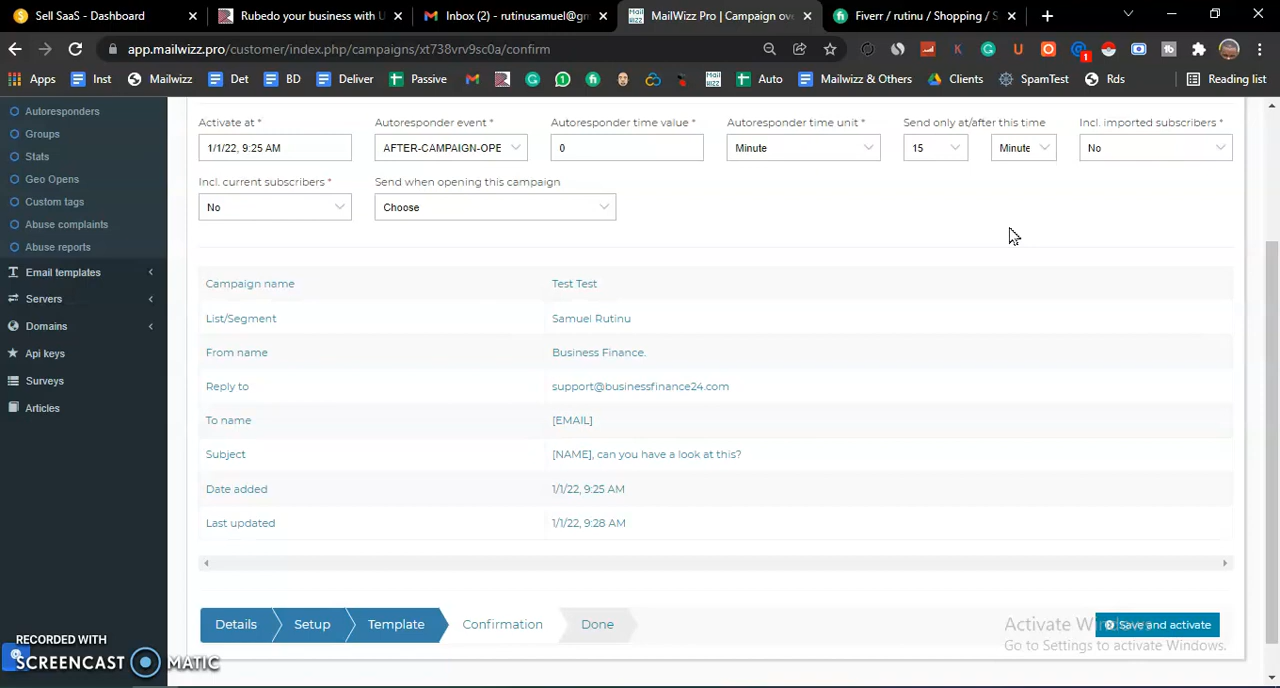 Sell SaaS - Dashboard
Rubedo your business with U
Inbox (2) - rutinusamuel@gm
MailWizz Pro | Campaign ove
Fiverr / rutinu / Shopping / S
app.mailwizz.pro/customer/index.php/campaigns/xt738vrv9sc0a/confirm
Apps
Inst
Mailwizz
Det
BD
Deliver
Passive
Auto
Mailwizz & Others
Clients
SpamTest
Rds
Reading list
Autoresponders
Groups
Stats
Geo Opens
Custom tags
Abuse complaints
Abuse reports
Email templates
Servers
Domains
Api keys
Surveys
Articles
Activate at *
Autoresponder event *
Autoresponder time value *
Autoresponder time unit *
Send only at/after this time
Incl. imported subscribers *
1/1/22, 9:25 AM
AFTER-CAMPAIGN-OPE
0
Minute
15
Minute
No
Incl. current subscribers *
Send when opening this campaign
No
Choose
Campaign name Test Test
List/Segment Samuel Rutinu
From name Business Finance.
Reply to support@businessfinance24.com
To name [EMAIL]
Subject [NAME], can you have a look at this?
Date added 1/1/22, 9:25 AM
Last updated 1/1/22, 9:28 AM
Details
Setup
Template
Confirmation
Done
Save and activate
Activate Windows
Go to Settings to activate Windows.
RECORDED WITH
SCREENCAST MATIC